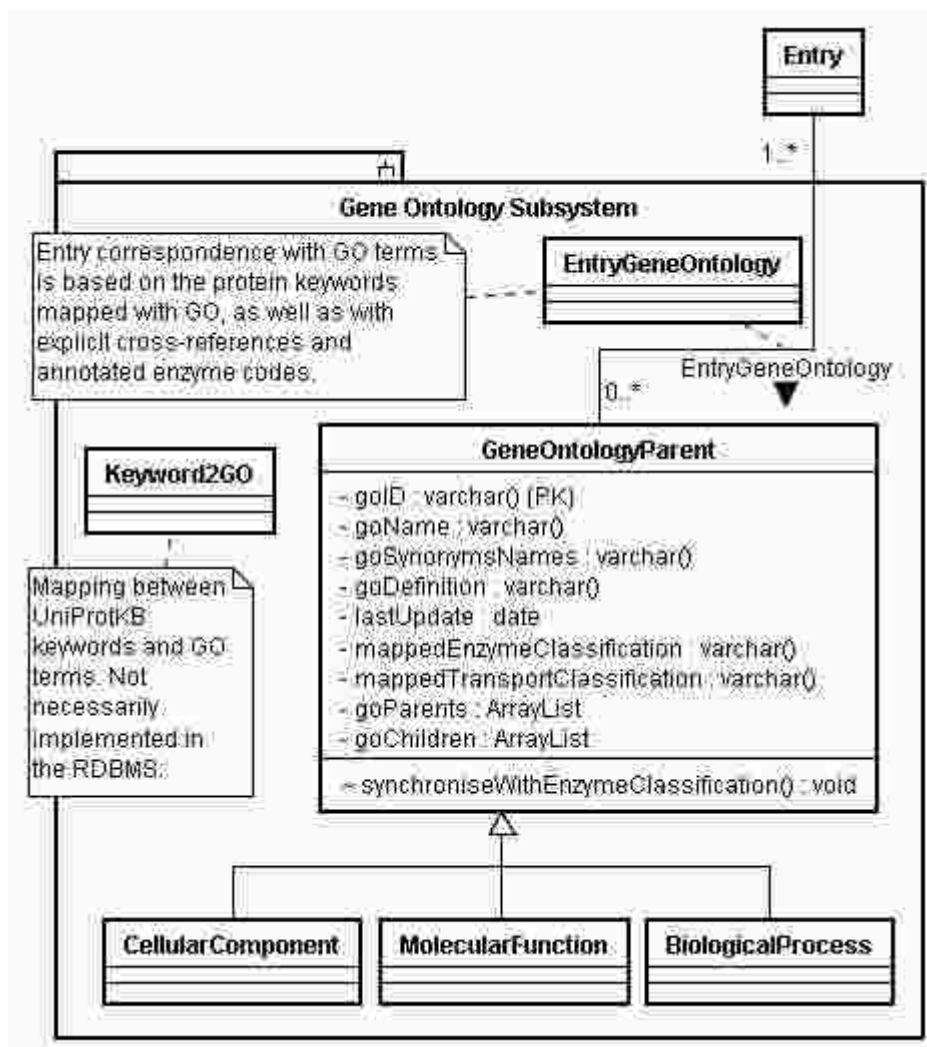 Entry
1..*
Gene Ontology Subsystem
Entry correspondence with GO terms
is based on the protein keywords
mapped with GO, as well as with
explicit cross-references and
annotated enzyme codes.
EntryGeneOntology
EntryGeneOntology
0..*
Keyword2GO
Mapping between
UniProtKB
keywords and GO
terms. Not
necessarily
implemented in
the RDBMS.
GeneOntologyParent
- goID : varchar() {PK}
- goName : varchar()
- goSynonymsNames : varchar()
- goDefinition : varchar()
- lastUpdate : date
- mappedEnzymeClassification : varchar()
- mappedTransportClassification : varchar()
- goParents : ArrayList
- goChildren : ArrayList
~ synchroniseWithEnzymeClassification() : void
CellularComponent
MolecularFunction
BiologicalProcess